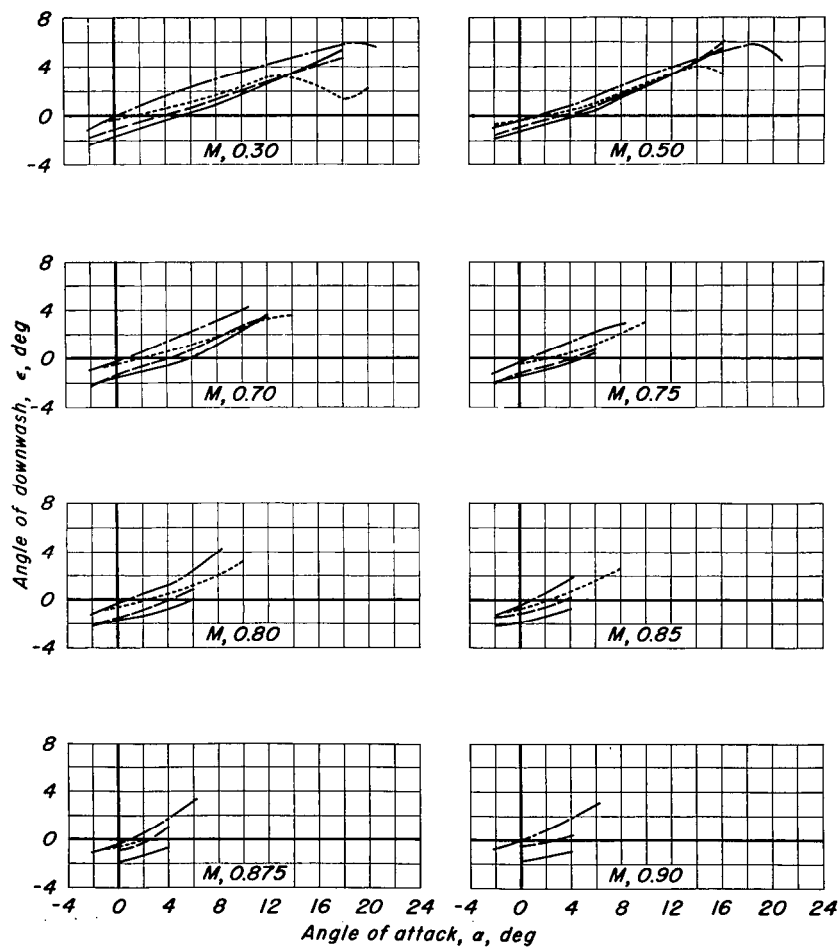 8
4
0
-4
M, 0.30
M, 0.50
8
4
0
-4
M, 0.70
M, 0.75
8
4
0
-4
M, 0.80
M, 0.85
8
4
0
-4
M, 0.875
M, 0.90
Angle of downwash, ϵ, deg
-4 0 4 8 12 16 20 24
-4 0 4 8 12 16 20 24
Angle of attack, α, deg